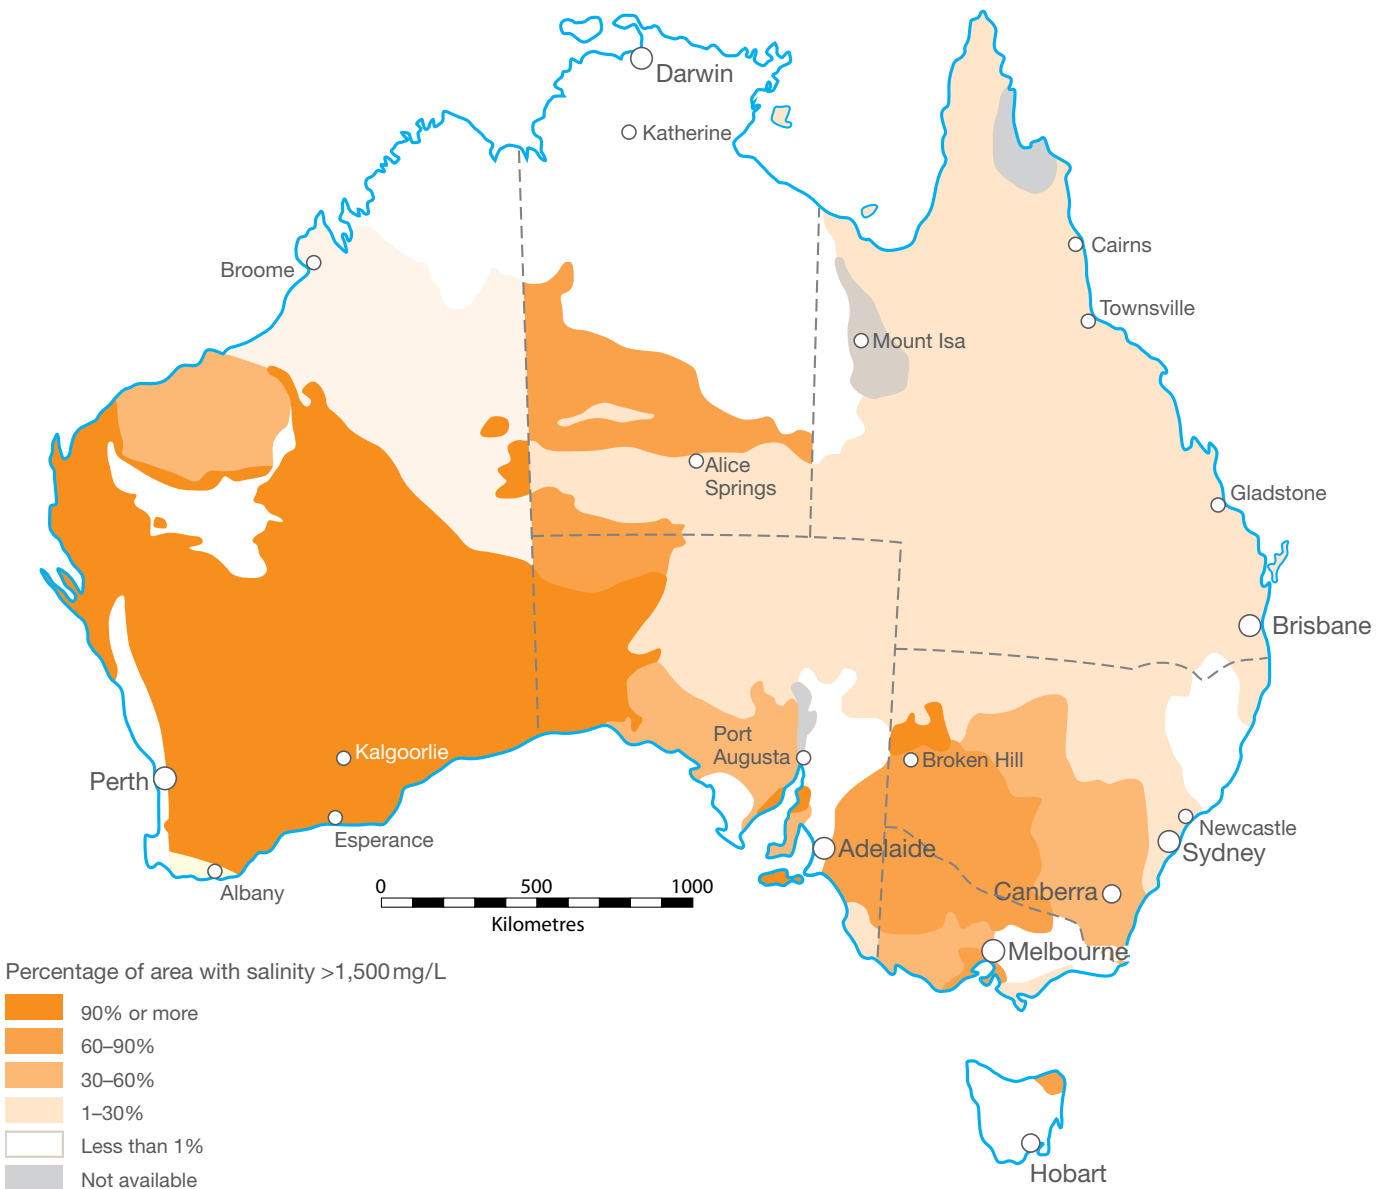 Darwin
Katherine
Cairns
Broome
Townsville
Mount Isa
Alice
Springs
Gladstone
Brisbane
Port
Augusta
Kalgoorlie
Broken Hill
Perth
Esperance
Newcastle
Adelaide
Sydney
Albany
Canberra
0 500 1000
Kilometres
Melbourne
Percentage of area with salinity >1,500 mg/L
90% or more
60–90%
30–60%
1–30%
Less than 1%
Not available
Hobart